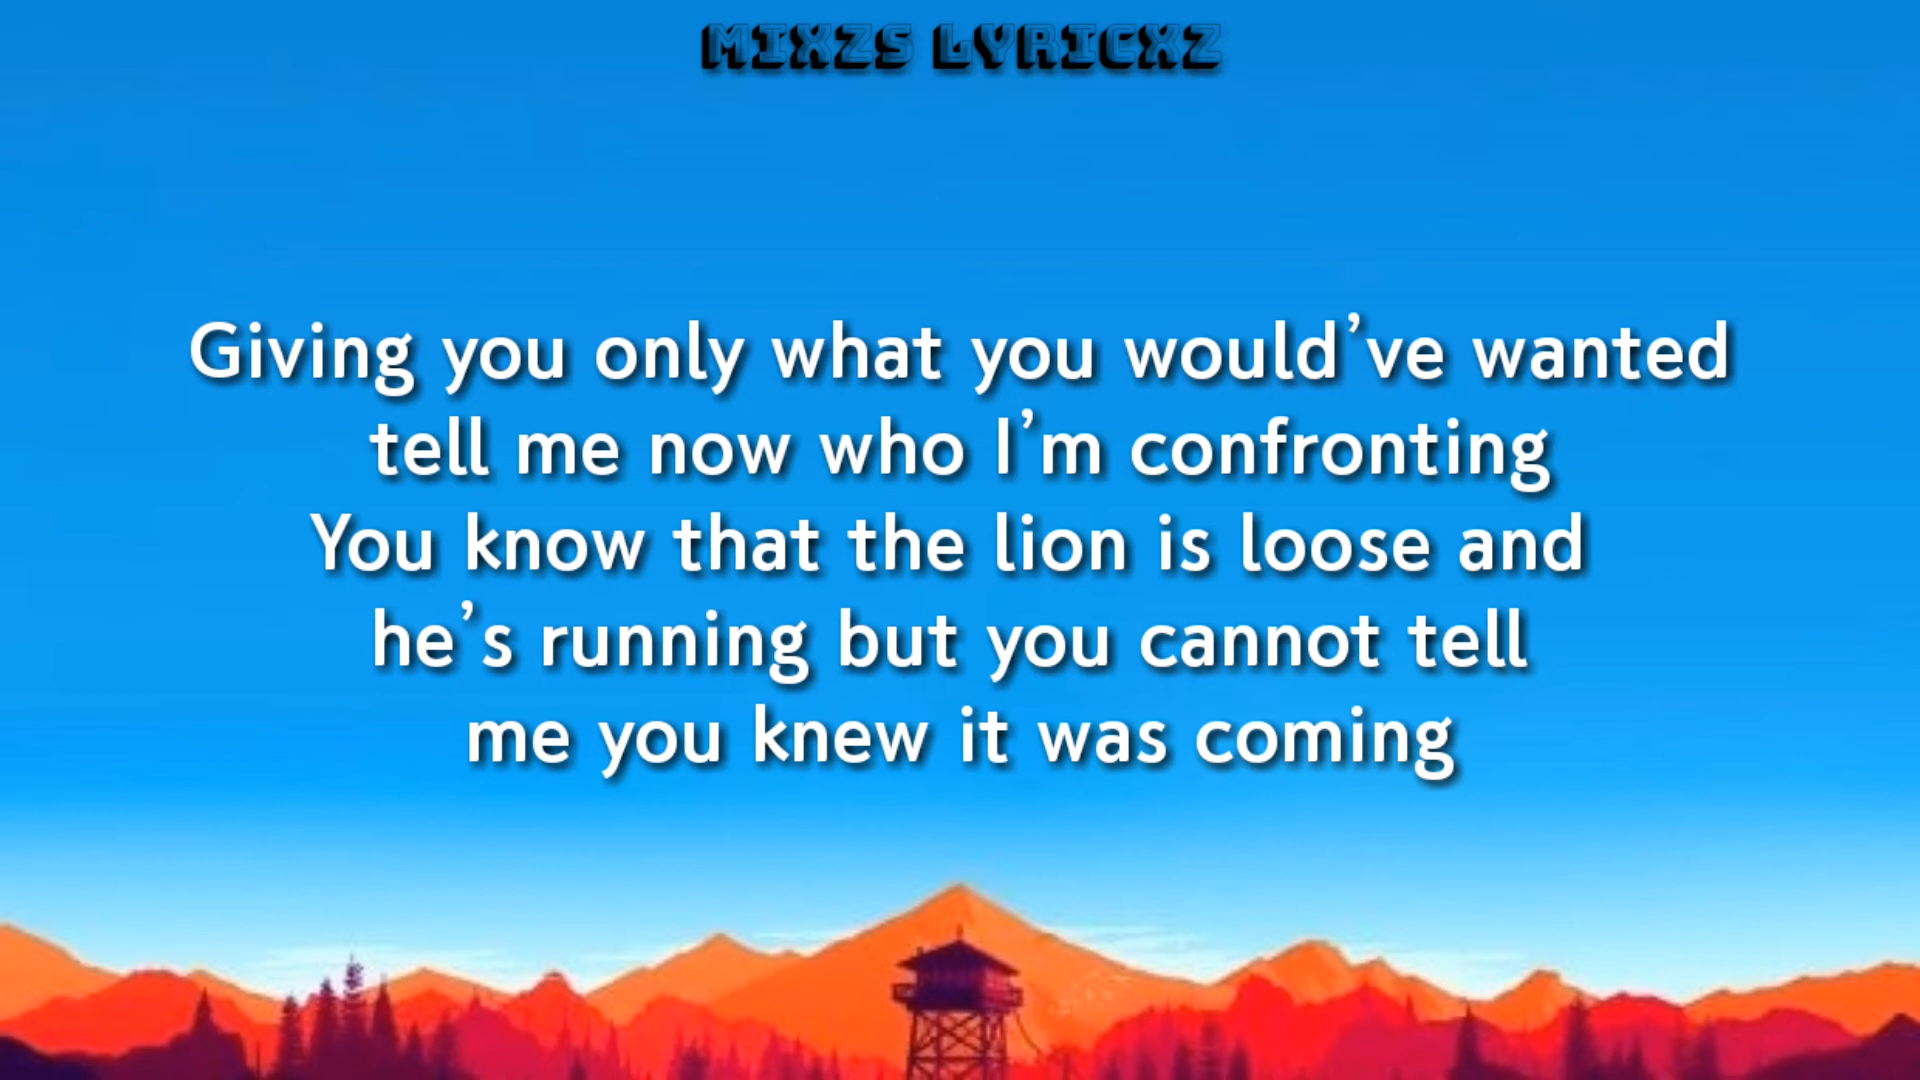 MIXZS LYRICXZ
Giving you only what you would’ve wanted
tell me now who I’m confronting
You know that the lion is loose and
he’s running but you cannot tell
me you knew it was coming